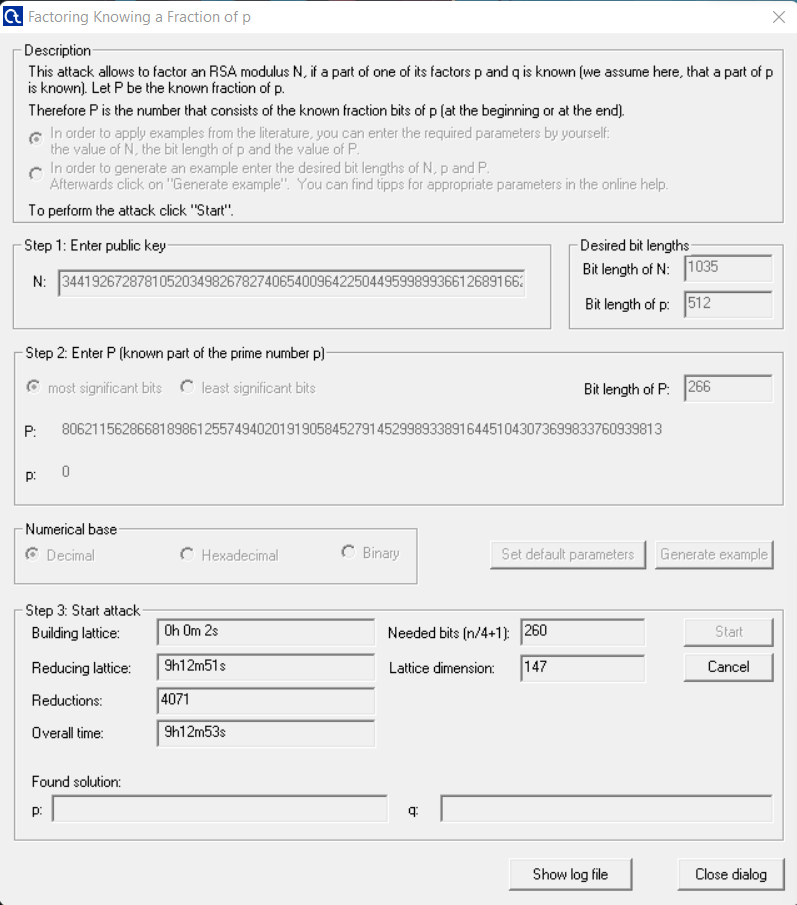 Factoring Knowing a Fraction of p
Description
This attack allows to factor an RSA modulus N, if a part of one of its factors p and q is known (we assume here, that a part of p
is known). Let P be the known fraction of p.
Therefore P is the number that consists of the known fraction bits of p (at the beginning or at the end).
In order to apply examples from the literature, you can enter the required parameters by yourself:
the value of N, the bit length of p and the value of P.
In order to generate an example enter the desired bit lengths of N, p and P.
Afterwards click on "Generate example". You can find tipps for appropriate parameters in the online help.
To perform the attack click "Start".
Step 1: Enter public key
N: 34419267287810520349826782740654009642250449599899366126891662
Desired bit lengths
Bit length of N: 1035
Bit length of p: 512
Step 2: Enter P (known part of the prime number p)
most significant bits least significant bits
Bit length of P: 266
P: 80621156286681898612557494020191905845279145299893389164451043073699833760939813
p: 0
Numerical base
Decimal Hexadecimal Binary
Set default parameters Generate example
Step 3: Start attack
Building lattice: 0h 0m 2s Needed bits (n/4+1): 260 Start
Reducing lattice: 9h12m51s Lattice dimension: 147 Cancel
Reductions: 4071
Overall time: 9h12m53s
Found solution:
p: q:
Show log file Close dialog